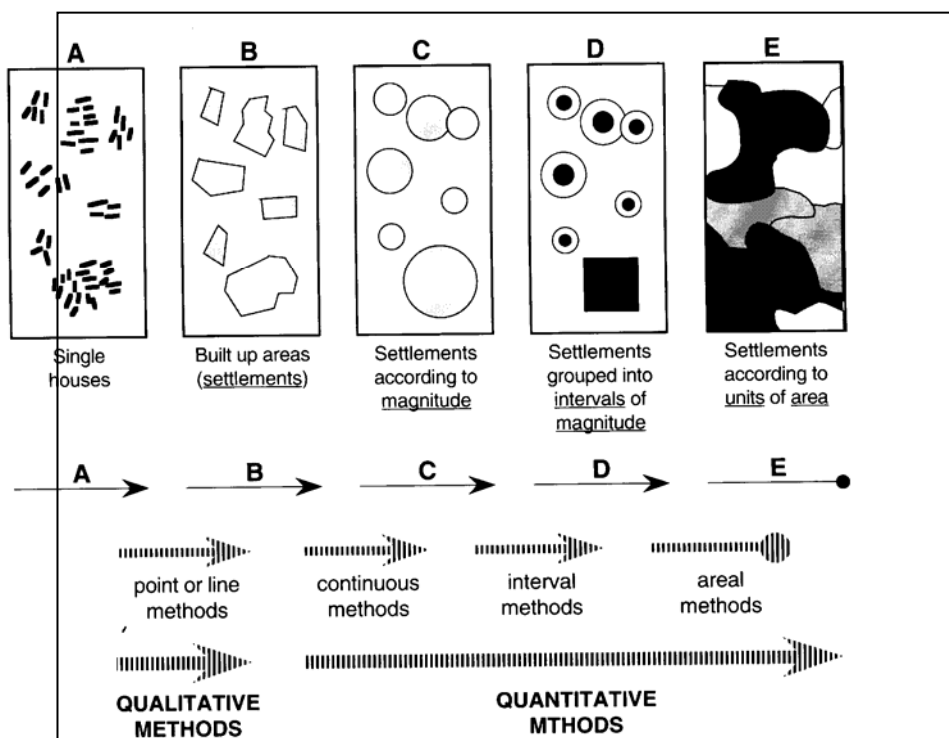 A
B
C
D
E
Single
houses
Built up areas
(settlements)
Settlements
according to
magnitude
Settlements
grouped into
intervals of
magnitude
Settlements
according to
units of area
A
B
C
D
E
point or line
methods
continuous
methods
interval
methods
areal
methods
QUALITATIVE
METHODS
QUANTITATIVE
MTHODS